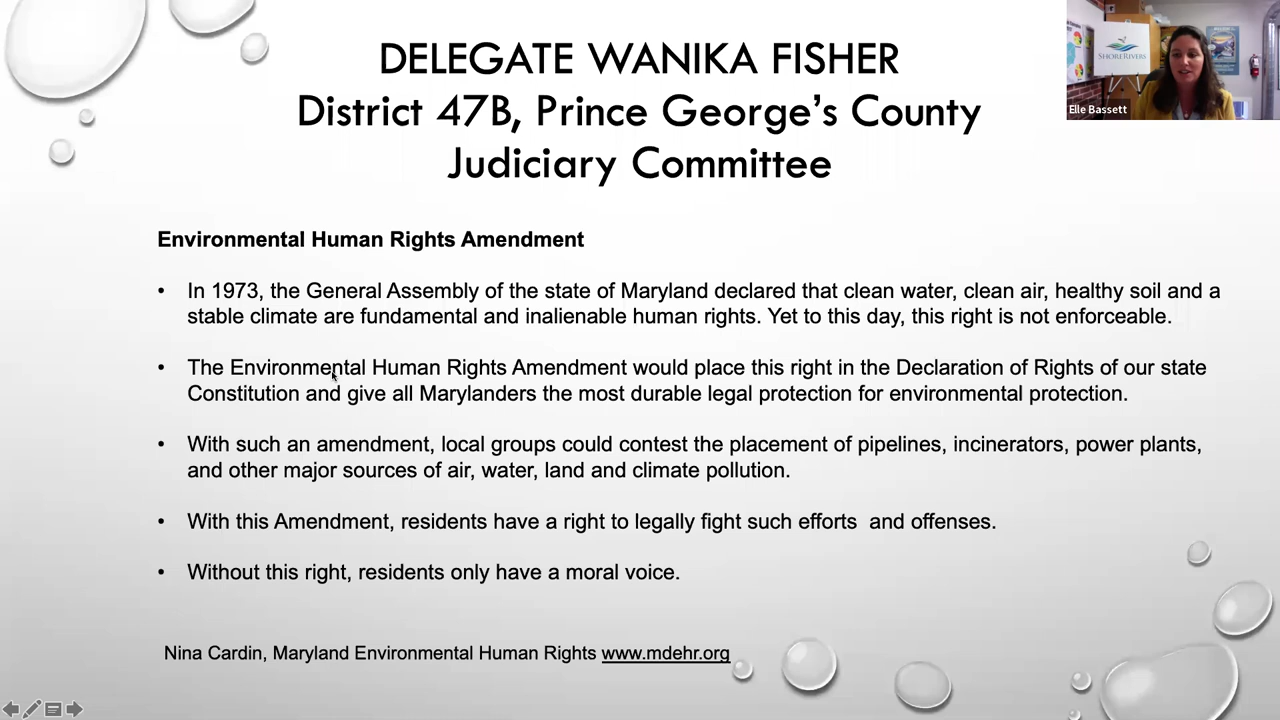 DELEGATE WANIKA FISHER
District 47B, Prince George's County
Judiciary Committee
SHORERIVERS
Elle Bassett
Environmental Human Rights Amendment
• In 1973, the General Assembly of the state of Maryland declared that clean water, clean air, healthy soil and a
stable climate are fundamental and inalienable human rights. Yet to this day, this right is not enforceable.
• The Environmental Human Rights Amendment would place this right in the Declaration of Rights of our state
Constitution and give all Marylanders the most durable legal protection for environmental protection.
• With such an amendment, local groups could contest the placement of pipelines, incinerators, power plants,
and other major sources of air, water, land and climate pollution.
• With this Amendment, residents have a right to legally fight such efforts  and offenses.
• Without this right, residents only have a moral voice.
Nina Cardin, Maryland Environmental Human Rights www.mdehr.org